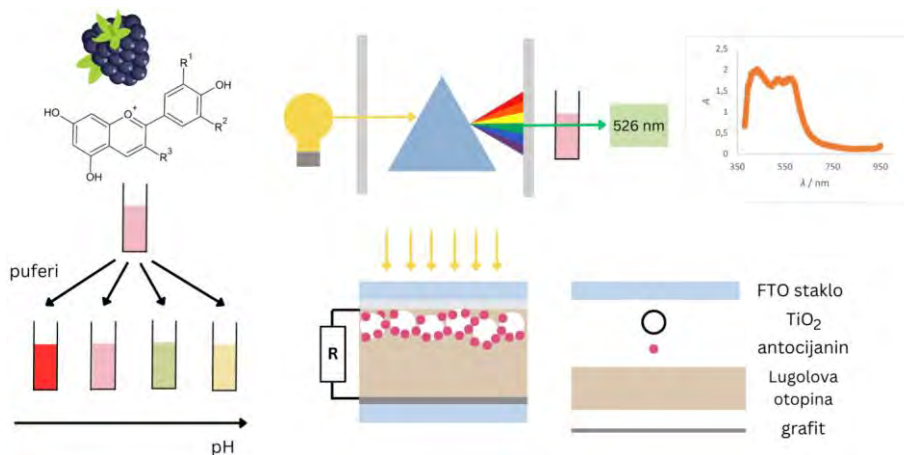 R¹
OH
HO
O⁺
R²
R³
OH
puferi
pH
526 nm
2,5
2
1,5
A
1
0,5
0
350 550 750 950
λ / nm
R
FTO staklo
TiO₂
antocijanin
Lugolova
otopina
grafit